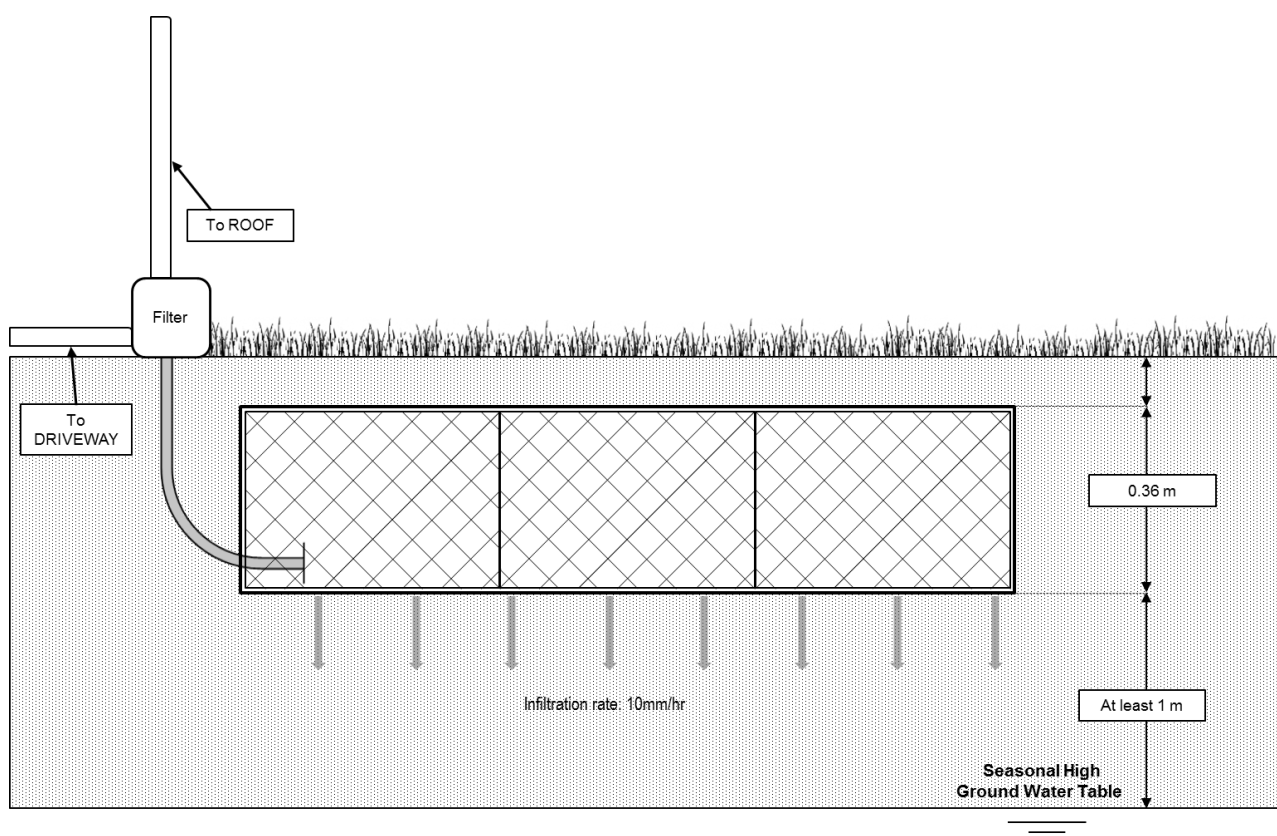 To ROOF
Filter
To
DRIVEWAY
0.36 m
Infiltration rate: 10mm/hr
At least 1 m
Seasonal High
Ground Water Table